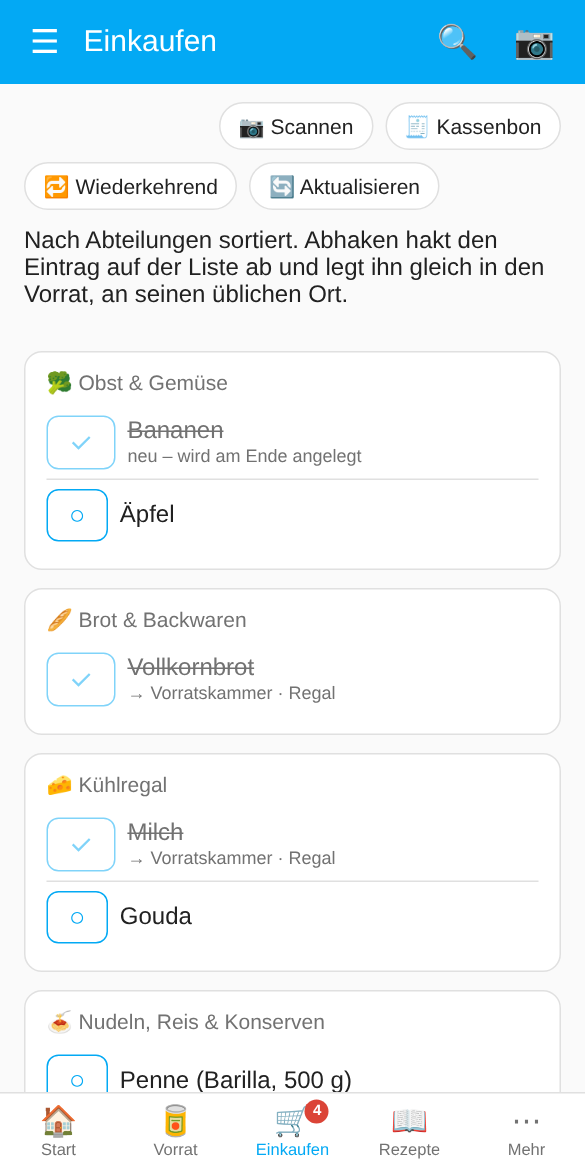 Einkaufen
Scannen
Kassenbon
Wiederkehrend
Aktualisieren
Nach Abteilungen sortiert. Abhaken hakt den
Eintrag auf der Liste ab und legt ihn gleich in den
Vorrat, an seinen üblichen Ort.
Obst & Gemüse
Bananen
neu – wird am Ende angelegt
Äpfel
Brot & Backwaren
Vollkornbrot
→ Vorratskammer · Regal
Kühlregal
Milch
→ Vorratskammer · Regal
Gouda
Nudeln, Reis & Konserven
Penne (Barilla, 500 g)
4
Start
Vorrat
Einkaufen
Rezepte
Mehr